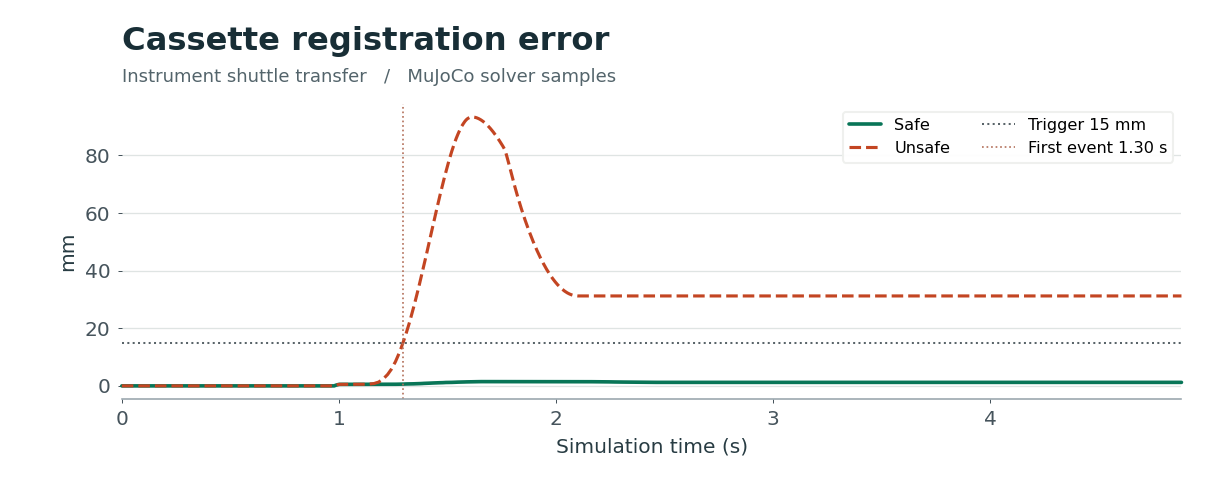 Cassette registration error
Instrument shuttle transfer / MuJoCo solver samples
Safe
Unsafe
Trigger 15 mm
First event 1.30 s
mm
80
60
40
20
0
0 1 2 3 4
Simulation time (s)